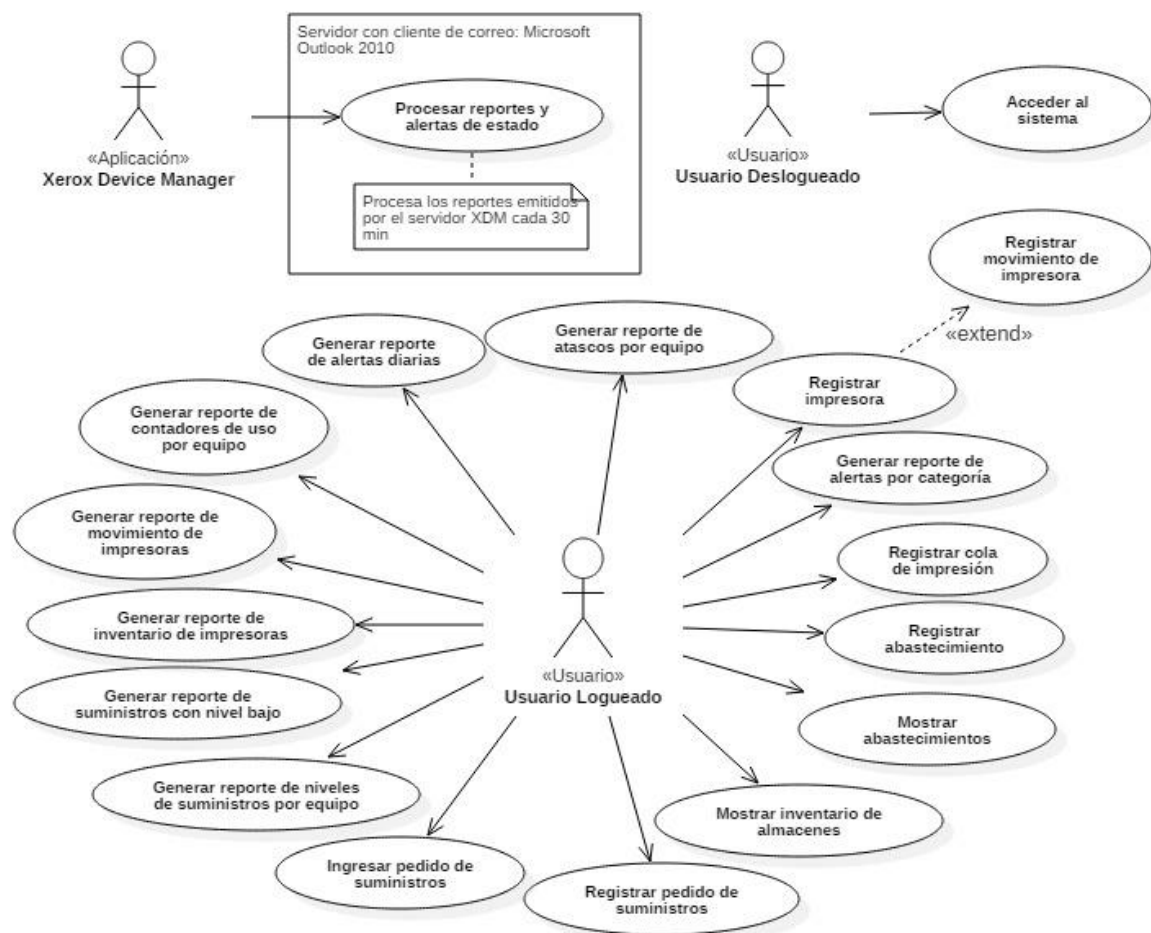 Servidor con cliente de correo: Microsoft
Outlook 2010
Procesar reportes y
alertas de estado
Procesa los reportes emitidos
por el servidor XDM cada 30
min
«Aplicación»
Xerox Device Manager
«Usuario»
Usuario Deslogueado
Acceder al
sistema
Registrar
movimiento de
impresora
«extend»
Generar reporte
de alertas diarias
Generar reporte de
atascos por equipo
Registrar
impresora
Generar reporte de
contadores de uso
por equipo
Generar reporte de
alertas por categoría
Generar reporte de
movimiento de
impresoras
Registrar cola
de impresión
Generar reporte de
inventario de impresoras
Registrar
abastecimiento
Generar reporte de
suministros con nivel bajo
«Usuario»
Usuario Logueado
Mostrar
abastecimientos
Generar reporte de niveles
de suministros por equipo
Mostrar inventario de
almacenes
Ingresar pedido de
suministros
Registrar pedido de
suministros